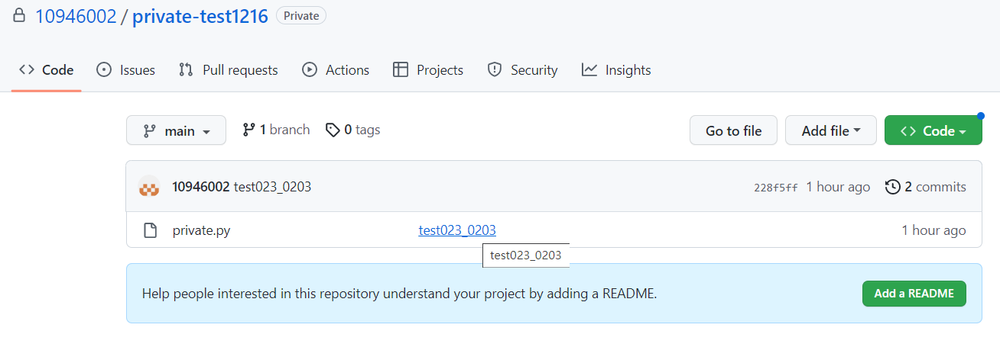 10946002 / private-test1216 Private
Code Issues Pull requests Actions Projects Security Insights
main 1 branch 0 tags Go to file Add file Code
10946002 test023_0203 228f5ff 1 hour ago 2 commits
private.py test023_0203 1 hour ago
test023_0203
Help people interested in this repository understand your project by adding a README. Add a README